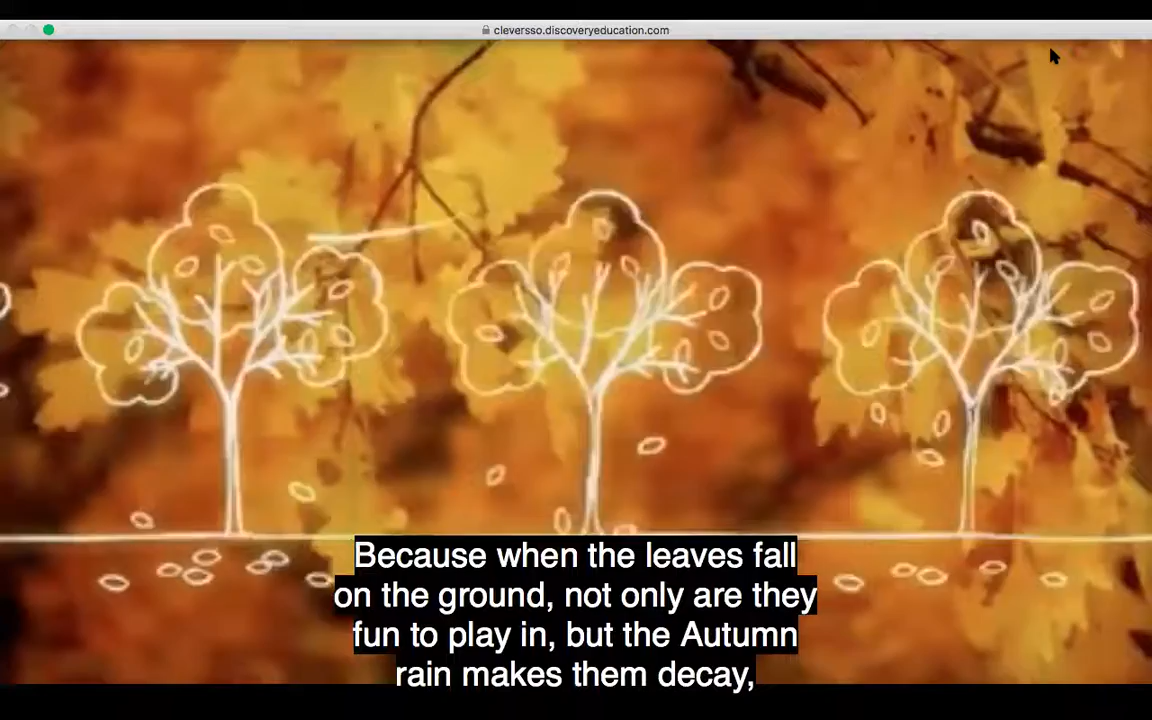 cleversso.discoveryeducation.com
Because when the leaves fall
on the ground, not only are they
fun to play in, but the Autumn
rain makes them decay,